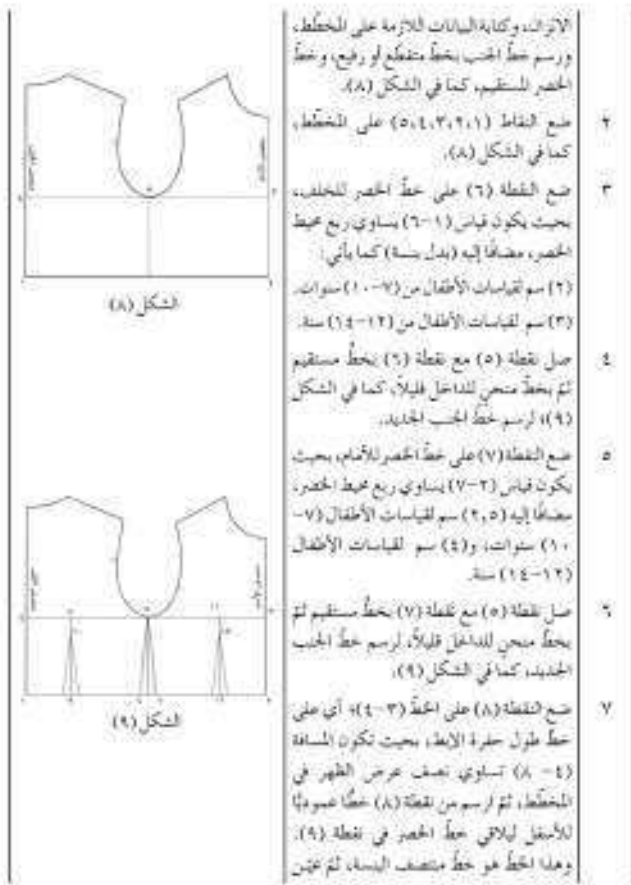 الاتزان، وكتابة البيانات اللازمة على المخطط،
ورسم خطّ الجنب بخطّ متقطع أو رفيع، وخطّ
الخصر المستقيم، كما في الشكل (٨).
٢ ضع النقاط (٥،٤،٣،٢،١) على المخطط،
كما في الشكل (٨).
٣ ضع النقطة (٦) على خطّ الخصر للخلف،
بحيث يكون قياس (١-٦) يساوي ربع محيط
الخصر، مضافًا إليه (بدل بنسة) كما يأتي:
(٢) سم لقياسات الأطفال من (٧-١٠) سنوات.
(٣) سم لقياسات الأطفال من (١٢-١٤) سنة.
٤ صل نقطة (٥) مع نقطة (٦) بخطّ مستقيم
ثمّ بخطّ منحن للداخل قليلاً، كما في الشكل
(٩)؛ لرسم خطّ الجنب الجديد.
٥ ضع النقطة (٧) على خطّ الخصر للأمام، بحيث
يكون قياس (٢-٧) يساوي ربع محيط الخصر،
مضافًا إليه (٢,٥) سم لقياسات الأطفال (٧-
١٠) سنوات، و(٤) سم لقياسات الأطفال
(١٢-١٤) سنة.
٦ صل نقطة (٥) مع نقطة (٧) بخطّ مستقيم ثمّ
بخطّ منحن للداخل قليلاً، لرسم خطّ الجنب
الجديد، كما في الشكل (٩).
٧ ضع النقطة (٨) على الخطّ (٣-٤)؛ أي على
خطّ طول حفرة الابط، بحيث تكون المسافة
(٤- ٨) تساوي نصف عرض الظهر في
المخطّط، ثمّ ارسم من نقطة (٨) خطًّا عموديًّا
للأسفل ليلاقي خطّ الخصر في نقطة (٩).
وهذا الخطّ هو خطّ منتصف البنسة، ثمّ عيّن
الشكل (٨)
الشكل (٩)